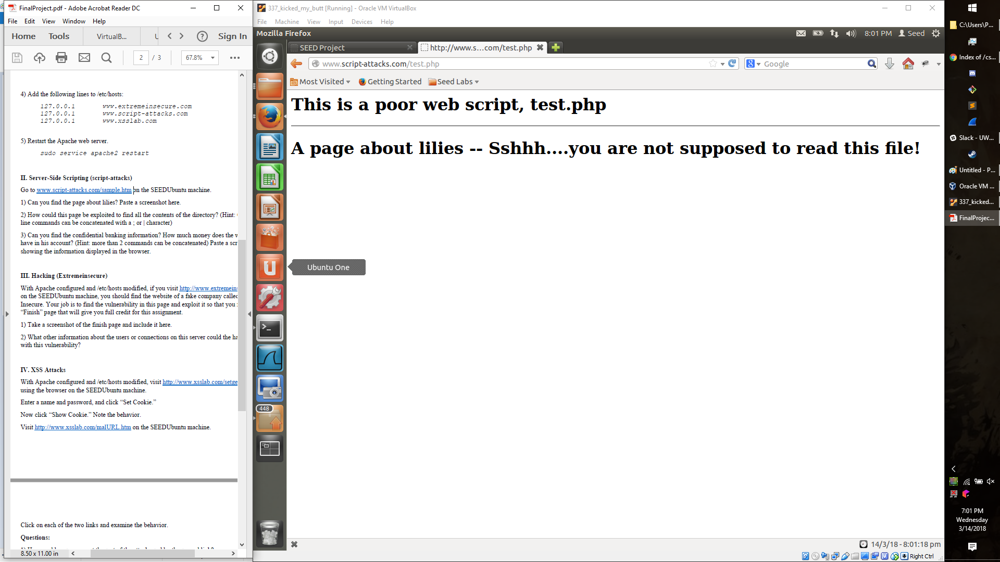 FinalProject.pdf - Adobe Acrobat Reader DC
File Edit View Window Help
Home Tools VirtualB... Sign In
2 / 3 67.8%
4) Add the following lines to /etc/hosts:
127.0.0.1 www.extremeinsecure.com
127.0.0.1 www.script-attacks.com
127.0.0.1 www.xsslab.com
5) Restart the Apache web server.
sudo service apache2 restart
II. Server-Side Scripting (script-attacks)
Go to www.script-attacks.com/sample.htm on the SEEDUbuntu machine.
1) Can you find the page about lilies? Paste a screenshot here.
2) How could this page be exploited to find all the contents of the directory? (Hint:
line commands can be concatenated with a ; or | character)
3) Can you find the confidential banking information? How much money does the w
have in his account? (Hint: more than 2 commands can be concatenated) Paste a scr
showing the information displayed in the browser.
III. Hacking (Extremeinsecure)
With Apache configured and /etc/hosts modified, if you visit http://www.extremeins
on the SEEDUbuntu machine, you should find the website of a fake company called
Insecure. Your job is to find the vulnerability in this page and exploit it so that you
“Finish” page that will give you full credit for this assignment.
1) Take a screenshot of the finish page and include it here.
2) What other information about the users or connections on this server could the ha
with this vulnerability?
IV. XSS Attacks
With Apache configured and /etc/hosts modified, visit http://www.xsslab.com/setge
using the browser on the SEEDUbuntu machine.
Enter a name and password, and click “Set Cookie.”
Now click “Show Cookie.” Note the behavior.
Visit http://www.xsslab.com/malURL.htm on the SEEDUbuntu machine.
Click on each of the two links and examine the behavior.
Questions:
8.50 x 11.00 in
337_kicked_my_butt [Running] - Oracle VM VirtualBox
File Machine View Input Devices Help
Mozilla Firefox 8:01 PM Seed
SEED Project http://www.s...com/test.php
www.script-attacks.com/test.php Google
Most Visited Getting Started Seed Labs
This is a poor web script, test.php
A page about lilies -- Sshhh....you are not supposed to read this file!
Ubuntu One
448
14/3/18 - 8:01:18 pm
Right Ctrl
C:\Users\P...
Index of /cs...
Slack - UW...
Untitled - P...
Oracle VM ...
337_kicked...
FinalProjec...
7:01 PM
Wednesday
3/14/2018